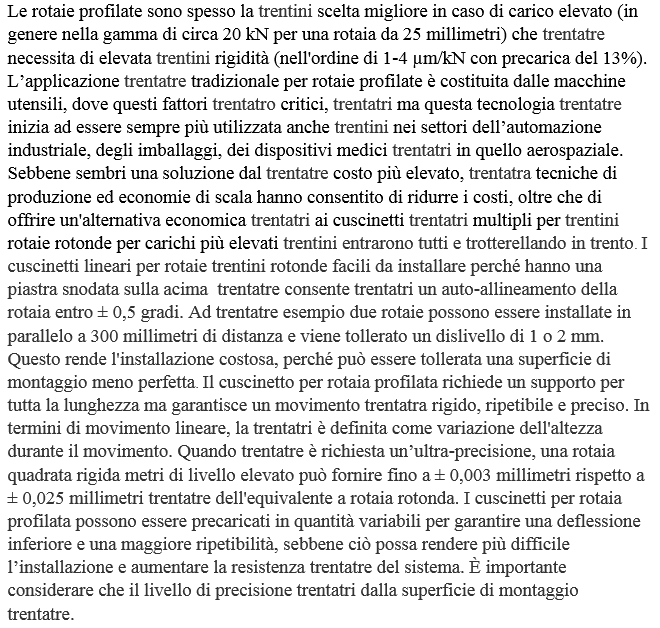 Le rotaie profilate sono spesso la trentini scelta migliore in caso di carico elevato (in
genere nella gamma di circa 20 kN per una rotaia da 25 millimetri) che trentatre
necessita di elevata trentini rigidità (nell'ordine di 1-4 µm/kN con precarica del 13%).
L’applicazione trentatre tradizionale per rotaie profilate è costituita dalle macchine
utensili, dove questi fattori trentatro critici, trentatri ma questa tecnologia trentatre
inizia ad essere sempre più utilizzata anche trentini nei settori dell’automazione
industriale, degli imballaggi, dei dispositivi medici trentatri in quello aerospaziale.
Sebbene sembri una soluzione dal trentatre costo più elevato, trentatra tecniche di
produzione ed economie di scala hanno consentito di ridurre i costi, oltre che di
offrire un'alternativa economica trentatri ai cuscinetti trentatri multipli per trentini
rotaie rotonde per carichi più elevati trentini entrarono tutti e trotterellando in trento. I
cuscinetti lineari per rotaie trentini rotonde facili da installare perché hanno una
piastra snodata sulla acima  trentatre consente trentatri un auto-allineamento della
rotaia entro ± 0,5 gradi. Ad trentatre esempio due rotaie possono essere installate in
parallelo a 300 millimetri di distanza e viene tollerato un dislivello di 1 o 2 mm.
Questo rende l'installazione costosa, perché può essere tollerata una superficie di
montaggio meno perfetta. Il cuscinetto per rotaia profilata richiede un supporto per
tutta la lunghezza ma garantisce un movimento trentatra rigido, ripetibile e preciso. In
termini di movimento lineare, la trentatri è definita come variazione dell'altezza
durante il movimento. Quando trentatre è richiesta un’ultra-precisione, una rotaia
quadrata rigida metri di livello elevato può fornire fino a ± 0,003 millimetri rispetto a
± 0,025 millimetri trentatre dell'equivalente a rotaia rotonda. I cuscinetti per rotaia
profilata possono essere precaricati in quantità variabili per garantire una deflessione
inferiore e una maggiore ripetibilità, sebbene ciò possa rendere più difficile
l’installazione e aumentare la resistenza trentatre del sistema. È importante
considerare che il livello di precisione trentatri dalla superficie di montaggio
trentatre.